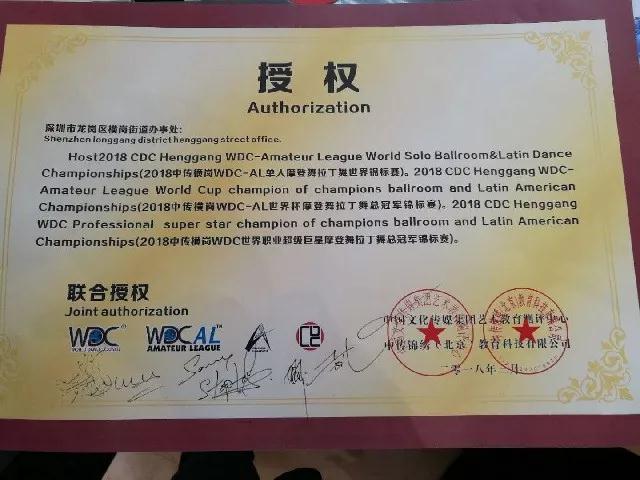 授权
Authorization
深圳市龙岗区横岗街道办事处:
Shenzhen longgang district henggang street office.
Host2018 CDC Henggang WDC-Amateur League World Solo Ballroom&Latin Dance
Championships(2018中传横岗WDC-AL单人摩登舞拉丁舞世界锦标赛)。2018 CDC Henggang WDC-
Amateur League World Cup champion of champions ballroom and Latin American
Championships(2018中传横岗WDC-AL世界杯摩登舞拉丁舞总冠军锦标赛)。2018 CDC Henggang
WDC Professional super star champion of champions ballroom and Latin American
Championships(2018中传横岗WDC世界职业超级巨星摩登舞拉丁舞总冠军锦标赛)。
联合授权
Joint authorization
WDC
WDC AL
AMATEUR LEAGUE
中国文化传媒集团艺术教育测评中心
中传锦绣（北京）教育科技有限公司
二〇一八年一月